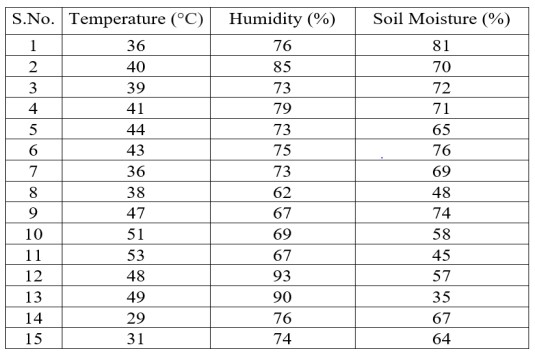 S.No. Temperature (°C) Humidity (%) Soil Moisture (%)
1 36 76 81
2 40 85 70
3 39 73 72
4 41 79 71
5 44 73 65
6 43 75 76
7 36 73 69
8 38 62 48
9 47 67 74
10 51 69 58
11 53 67 45
12 48 93 57
13 49 90 35
14 29 76 67
15 31 74 64